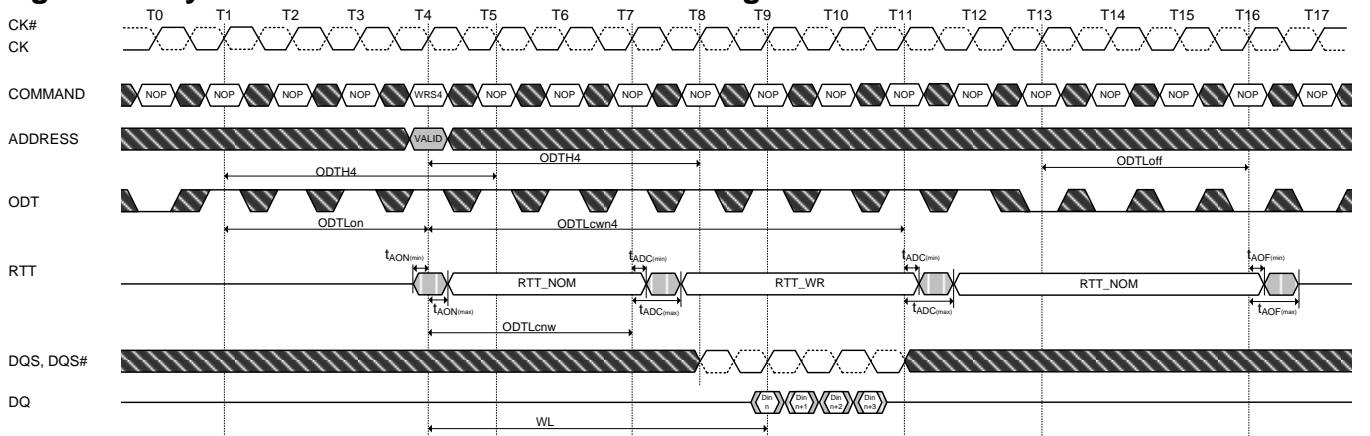 T0 T1 T2 T3 T4 T5 T6 T7 T8 T9 T10 T11 T12 T13 T14 T15 T16 T17
CK#
CK
COMMAND NOP NOP NOP NOP WRS4 NOP NOP NOP NOP NOP NOP NOP NOP NOP NOP NOP NOP NOP
ADDRESS VALID
ODTH4 ODTLoff
ODTH4
ODT
ODTLon ODTLcwn4
tAON(min) tADC(min) tADC(min) tAOF(min)
RTT RTT_NOM RTT_WR RTT_NOM
tAON(max) tADC(max) tADC(max) tAOF(max)
ODTLcnw
DQS, DQS#
DQ Din n Din n+1 Din n+2 Din n+3
WL